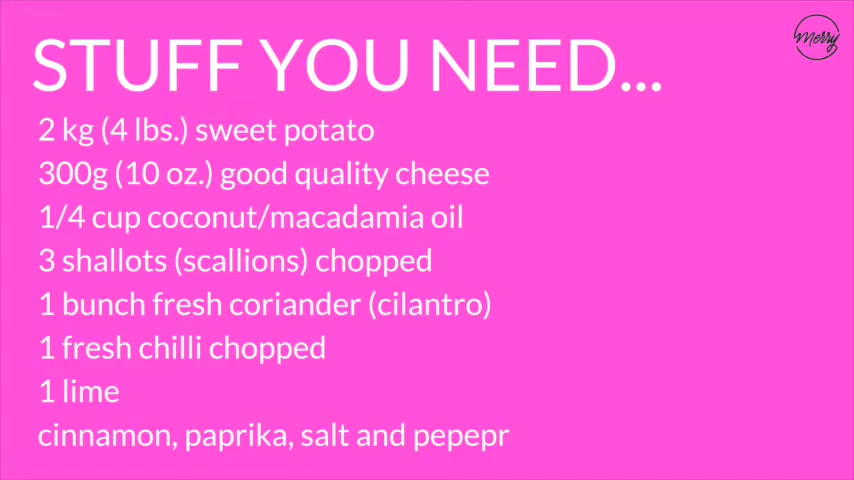 merry
STUFF YOU NEED...
2 kg (4 lbs.) sweet potato
300g (10 oz.) good quality cheese
1/4 cup coconut/macadamia oil
3 shallots (scallions) chopped
1 bunch fresh coriander (cilantro)
1 fresh chilli chopped
1 lime
cinnamon, paprika, salt and pepepr